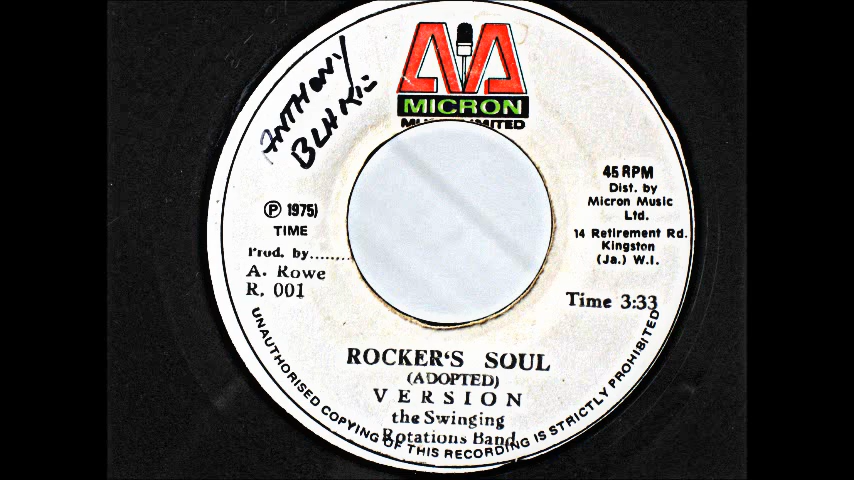 ANTHONY
BLAKE
MICRON
MUSIC LIMITED
℗ 1975)
TIME
Prod. by........
A. Rowe
R. 001
45 RPM
Dist. by
Micron Music
Ltd.
14 Retirement Rd.
Kingston
(Ja.) W.I.
Time 3:33
ROCKER'S SOUL
(ADOPTED)
VERSION
the Swinging
Rotations Band
UNAUTHORISED COPYING OF THIS RECORDING IS STRICTLY PROHIBITED